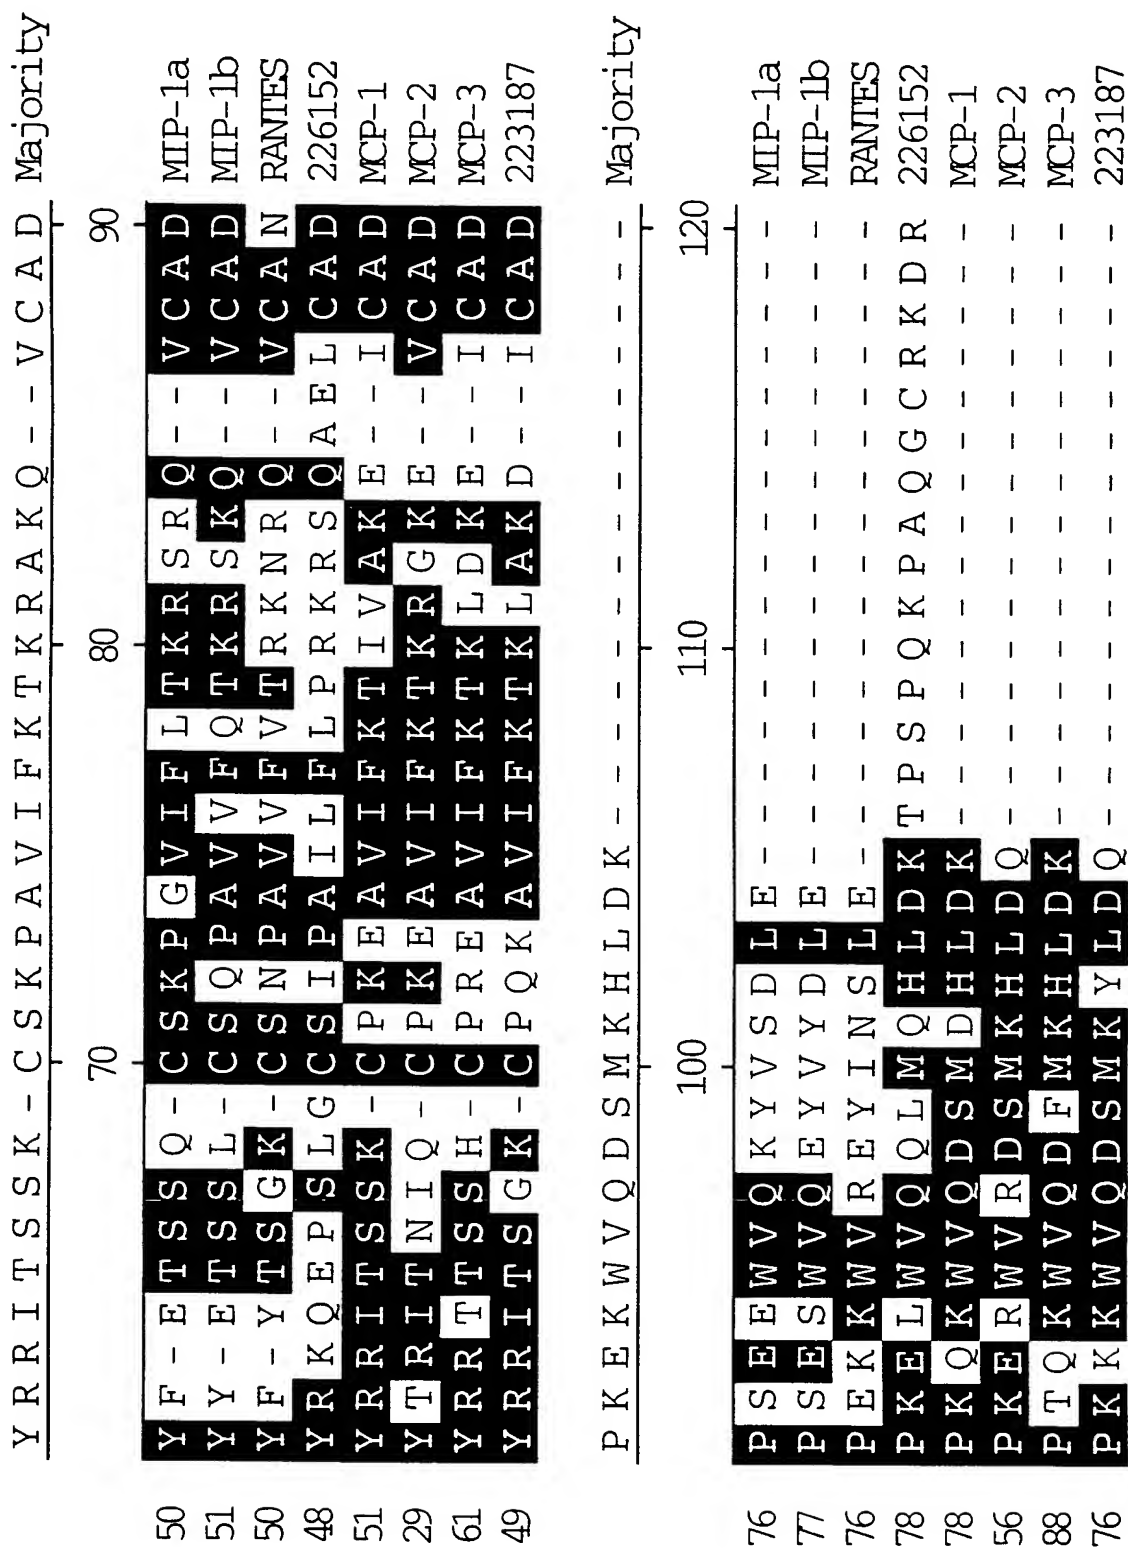 Y R R I T S S K - C S K P A V I F K T K R A K Q - - V C A D Majority
70 80 90
50 Y F - E T S S Q - C S K P G V I F L T K R S R Q - - V C A D MIP-1a
51 Y Y - E T S S L - C S Q P A V V F Q T K R S K Q - - V C A D MIP-1b
50 Y F - Y T S G K - C S N P A V V F V T R K N R Q - - V C A N RANTES
48 Y R K Q E P S L G C S I P A I L F L P R K R S Q A E L C A D 226152
51 Y R R I T S S K - C P K E A V I F K T I V A K E - - I C A D MCP-1
29 Y T R I T N I Q - C P K E A V I F K T K R G K E - - V C A D MCP-2
61 Y R R T T S S H - C P R E A V I F K T K L D K E - - I C A D MCP-3
49 Y R R I T S G K - C P Q K A V I F K T K L A K D - - I C A D 223187
P K E K W V Q D S M K H L D K - - - - - - - - - - - - - - - Majority
100 110 120
76 P S E E W V Q K Y V S D L E - - - - - - - - - - - - - - - - MIP-1a
77 P S E S W V Q E Y V Y D L E - - - - - - - - - - - - - - - - MIP-1b
76 P E K K W V R E Y I N S L E - - - - - - - - - - - - - - - - RANTES
78 P K E L W V Q Q L M Q H L D K T P S P Q K P A Q G C R K D R 226152
78 P K Q K W V Q D S M D H L D K - - - - - - - - - - - - - - - MCP-1
56 P K E R W V R D S M K H L D Q - - - - - - - - - - - - - - - MCP-2
88 P T Q K W V Q D F M K H L D K - - - - - - - - - - - - - - - MCP-3
76 P K K K W V Q D S M K Y L D Q - - - - - - - - - - - - - - - 223187